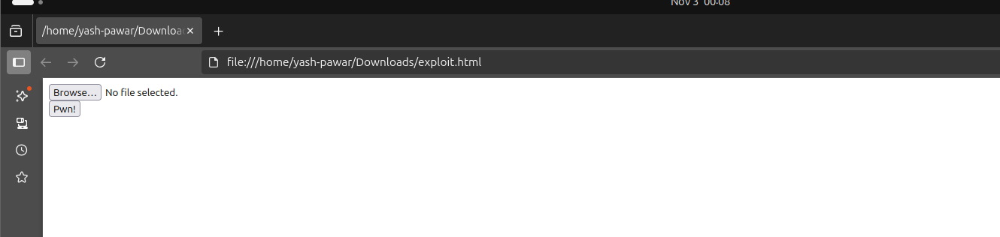 Nov 3 00:08
/home/yash-pawar/Downloa
file:///home/yash-pawar/Downloads/exploit.html
Browse... No file selected.
Pwn!